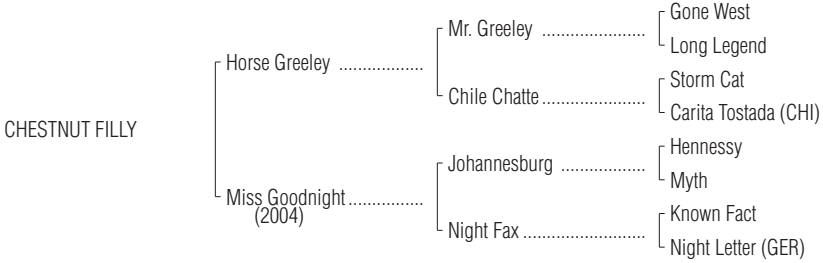 Gone West
Mr. Greeley ......................
Long Legend
Horse Greeley ..................
Storm Cat
Chile Chatte ......................
Carita Tostada (CHI)
CHESTNUT FILLY
Hennessy
Johannesburg ..................
Myth
Miss Goodnight ................
(2004)
Known Fact
Night Fax ..........................
Night Letter (GER)